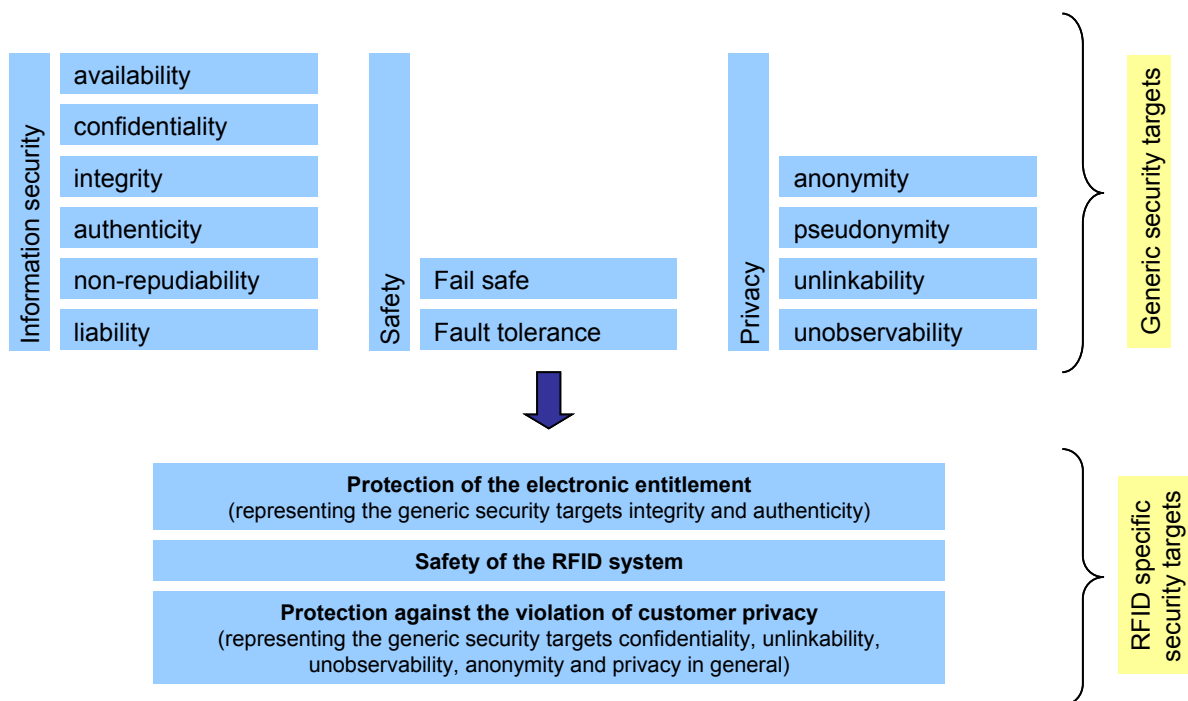 Information security
availability
confidentiality
integrity
authenticity
non-repudiability
liability
Safety
Fail safe
Fault tolerance
Privacy
anonymity
pseudonymity
unlinkability
unobservability
Generic security targets
Protection of the electronic entitlement
(representing the generic security targets integrity and authenticity)
Safety of the RFID system
Protection against the violation of customer privacy
(representing the generic security targets confidentiality, unlinkability,
unobservability, anonymity and privacy in general)
RFID specific
security targets